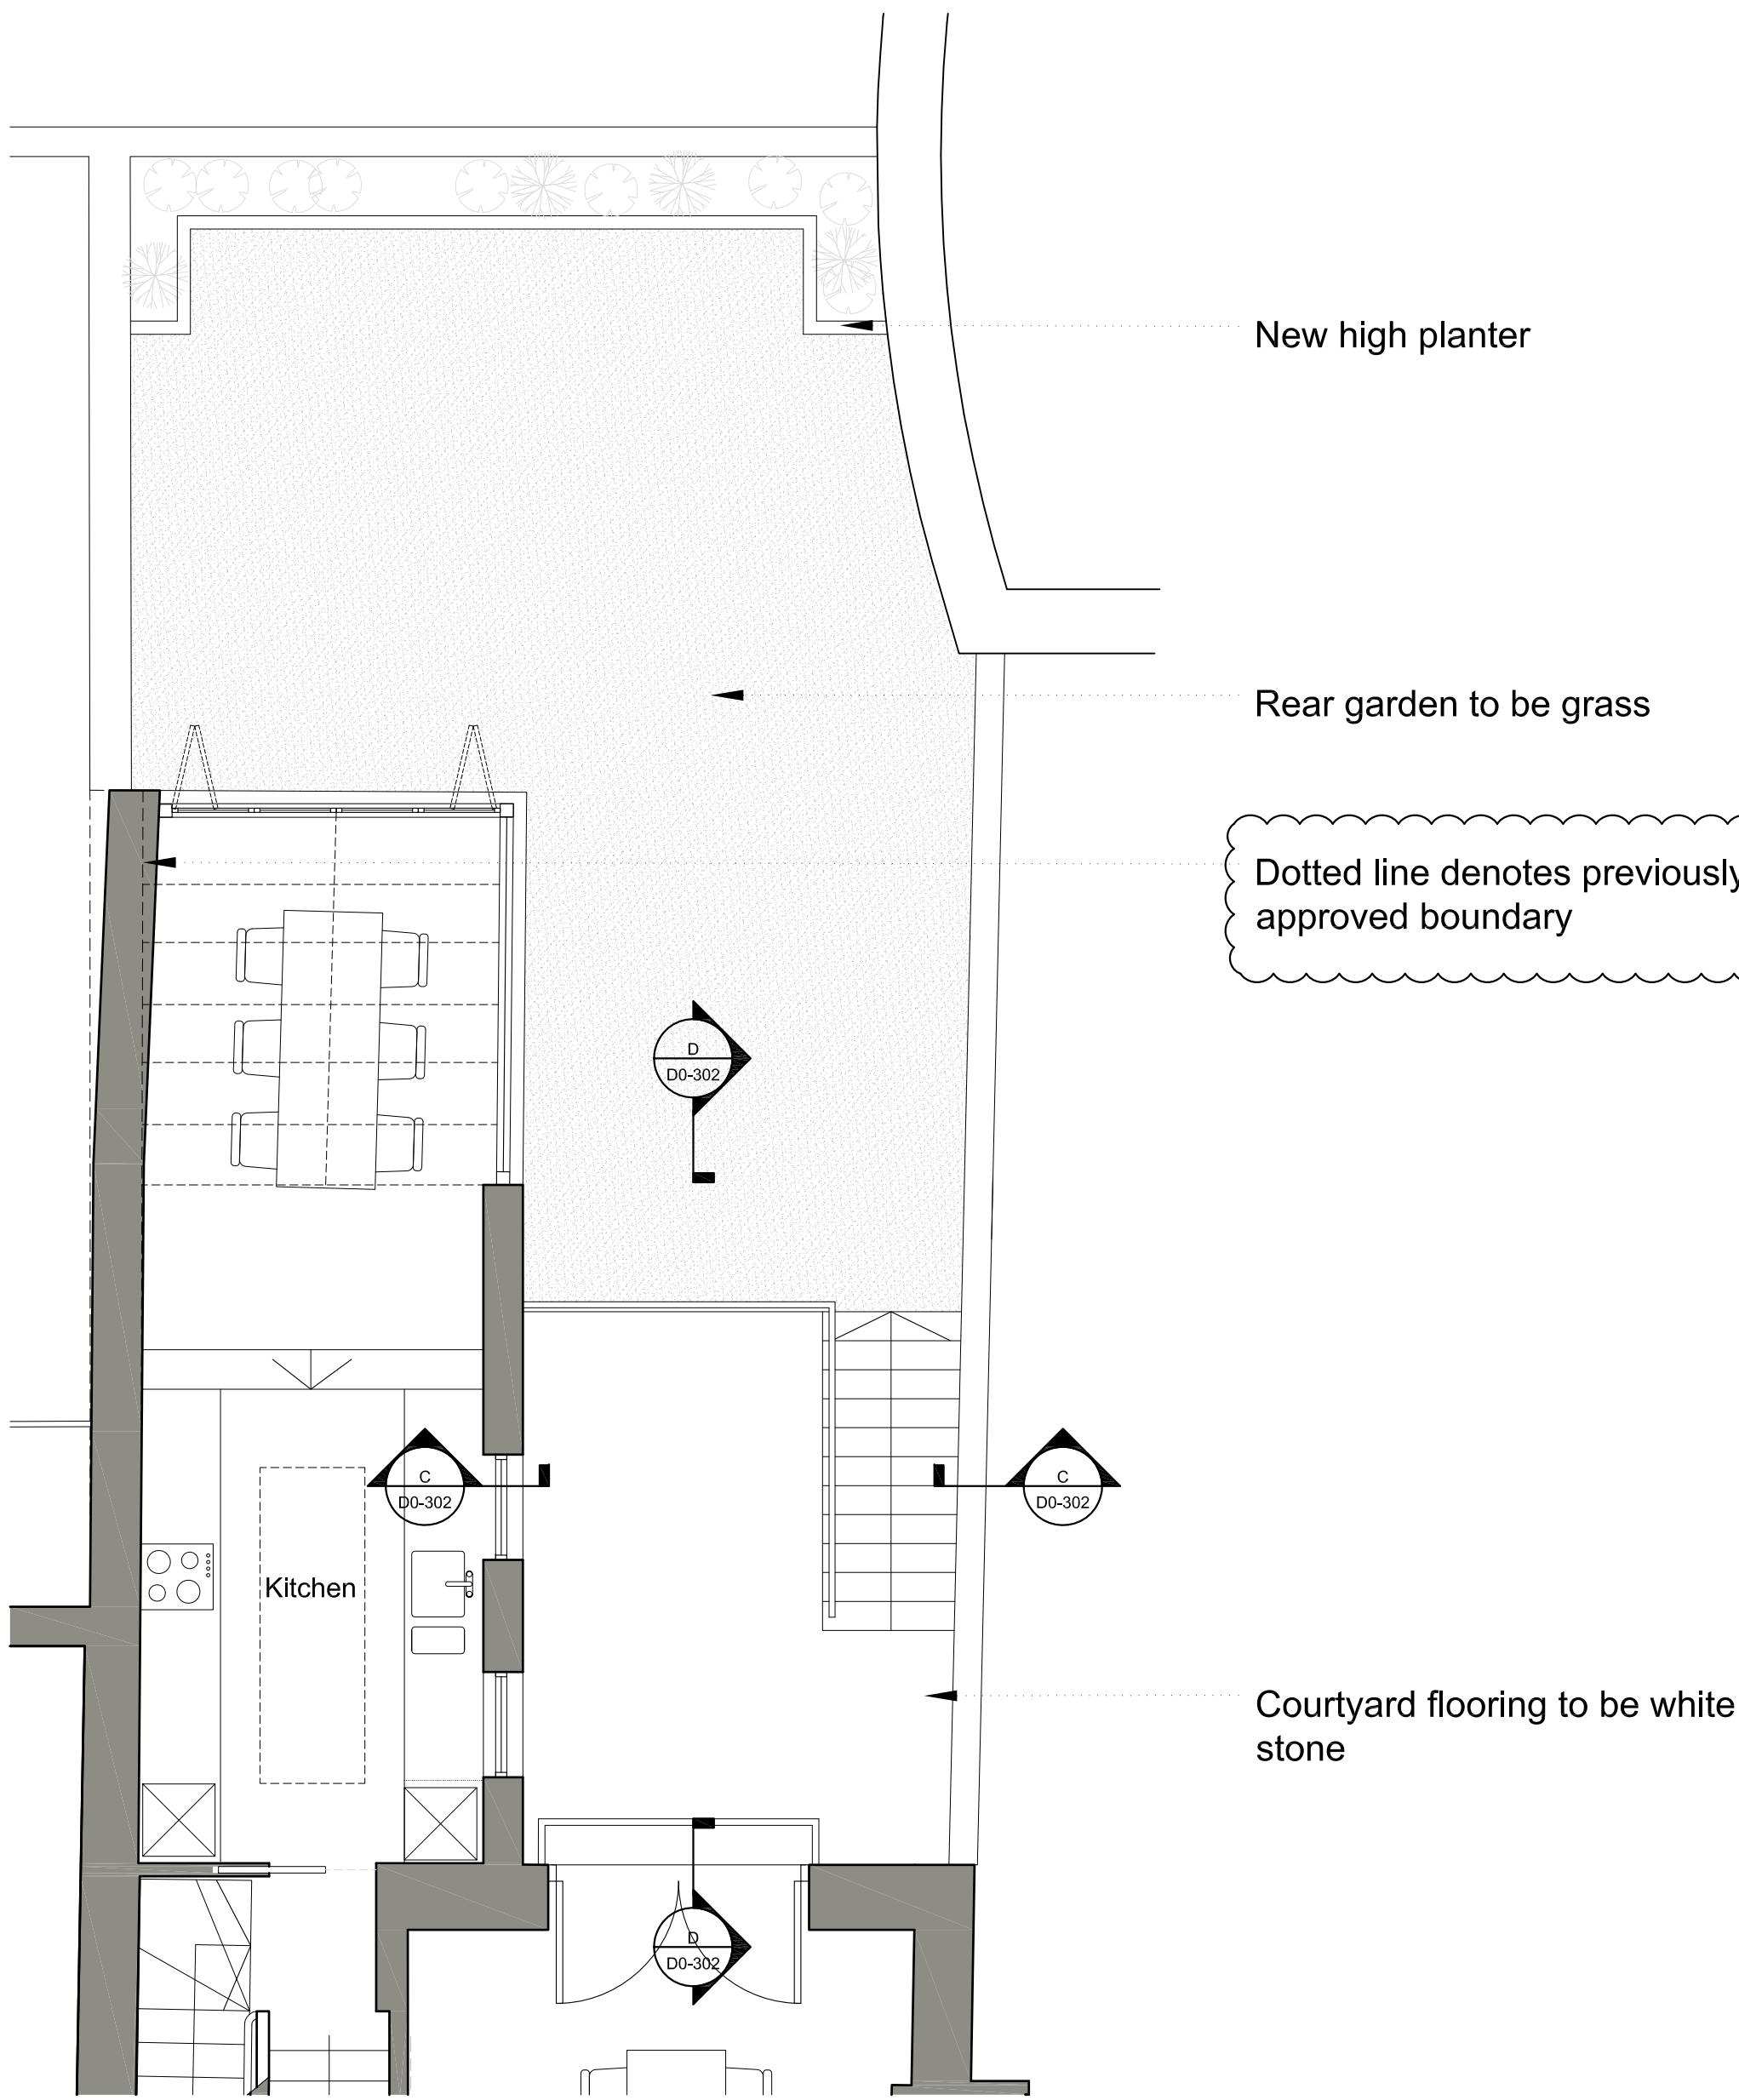 New high planter
Rear garden to be grass
Dotted line denotes previously
approved boundary
D
D0-302
C
D0-302
C
D0-302
Kitchen
Courtyard flooring to be white
stone
D
D0-302